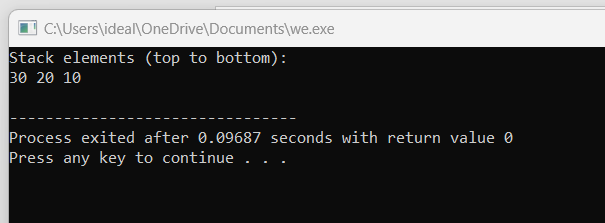 C:\Users\ideal\OneDrive\Documents\we.exe
Stack elements (top to bottom):
30 20 10
--------------------------------
Process exited after 0.09687 seconds with return value 0
Press any key to continue . . .